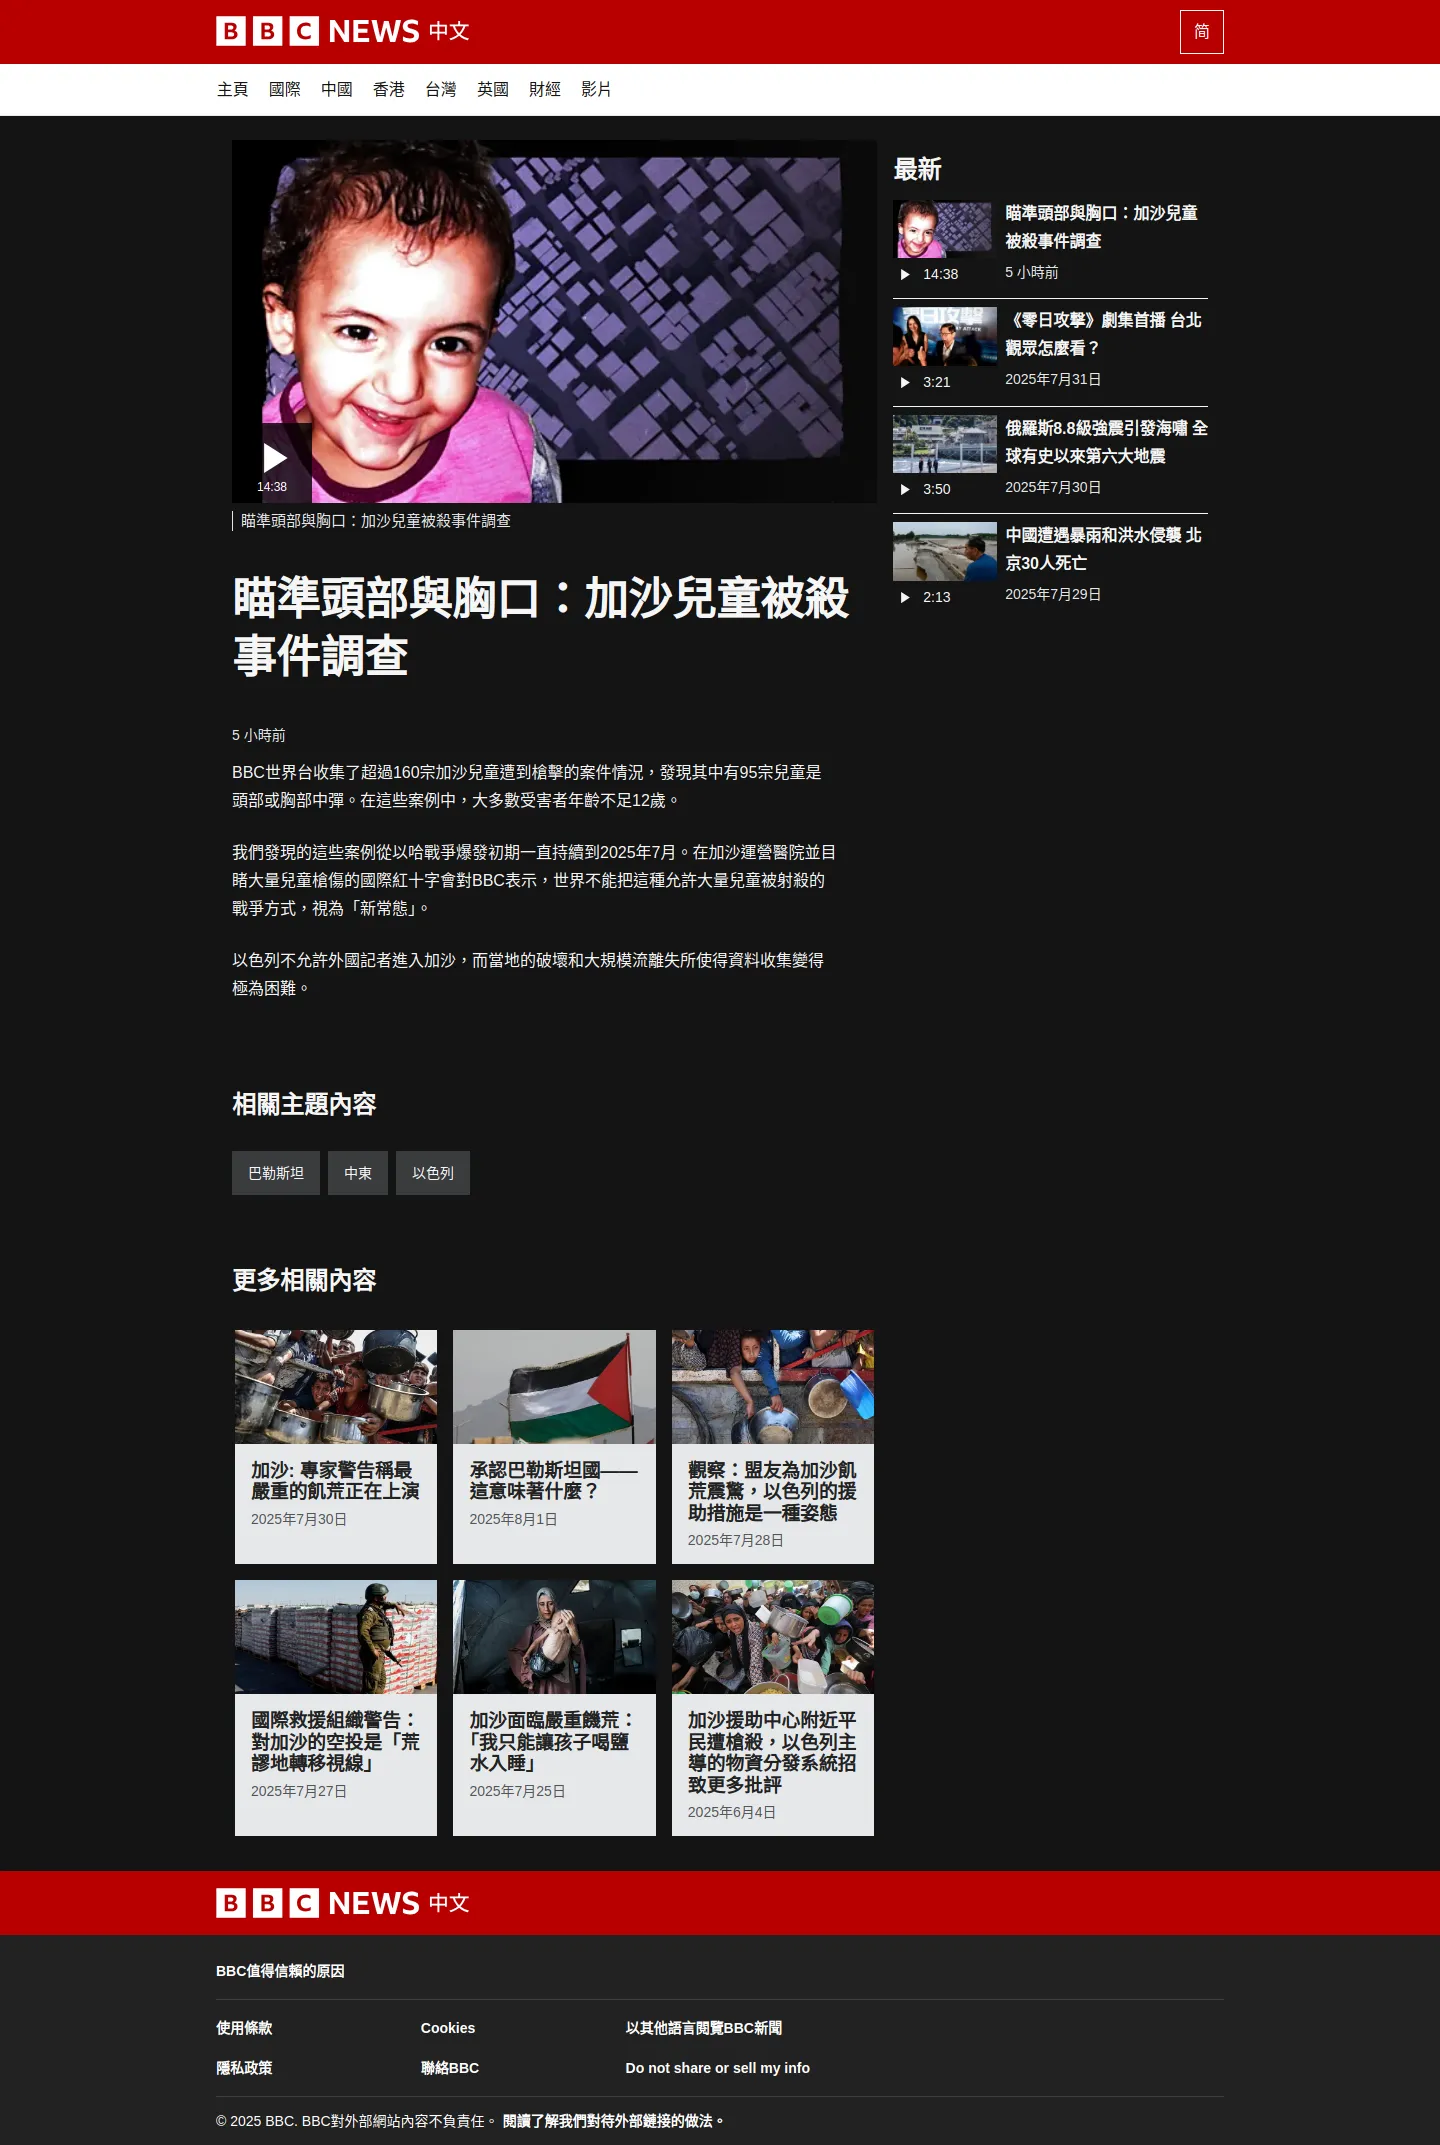 BBC NEWS 中文
简
主頁 國際 中國 香港 台灣 英國 財經 影片
14:38
瞄準頭部與胸口：加沙兒童被殺事件調查
瞄準頭部與胸口：加沙兒童被殺
事件調查
5 小時前
BBC世界台收集了超過160宗加沙兒童遭到槍擊的案件情況，發現其中有95宗兒童是
頭部或胸部中彈。在這些案例中，大多數受害者年齡不足12歲。
我們發現的這些案例從以哈戰爭爆發初期一直持續到2025年7月。在加沙運營醫院並目
睹大量兒童槍傷的國際紅十字會對BBC表示，世界不能把這種允許大量兒童被射殺的
戰爭方式，視為「新常態」。
以色列不允許外國記者進入加沙，而當地的破壞和大規模流離失所使得資料收集變得
極為困難。
最新
瞄準頭部與胸口：加沙兒童
被殺事件調查
14:38
5 小時前
《零日攻擊》劇集首播 台北
觀眾怎麼看？
3:21
2025年7月31日
俄羅斯8.8級強震引發海嘯 全
球有史以來第六大地震
3:50
2025年7月30日
中國遭遇暴雨和洪水侵襲 北
京30人死亡
2:13
2025年7月29日
相關主題內容
巴勒斯坦 中東 以色列
更多相關內容
加沙: 專家警告稱最
嚴重的飢荒正在上演
2025年7月30日
承認巴勒斯坦國——
這意味著什麼？
2025年8月1日
觀察：盟友為加沙飢
荒震驚，以色列的援
助措施是一種姿態
2025年7月28日
國際救援組織警告：
對加沙的空投是「荒
謬地轉移視線」
2025年7月27日
加沙面臨嚴重饑荒：
「我只能讓孩子喝鹽
水入睡」
2025年7月25日
加沙援助中心附近平
民遭槍殺，以色列主
導的物資分發系統招
致更多批評
2025年6月4日
BBC NEWS 中文
BBC值得信賴的原因
使用條款 Cookies 以其他語言閱覽BBC新聞
隱私政策 聯絡BBC Do not share or sell my info
© 2025 BBC. BBC對外部網站內容不負責任。 閱讀了解我們對待外部鏈接的做法。